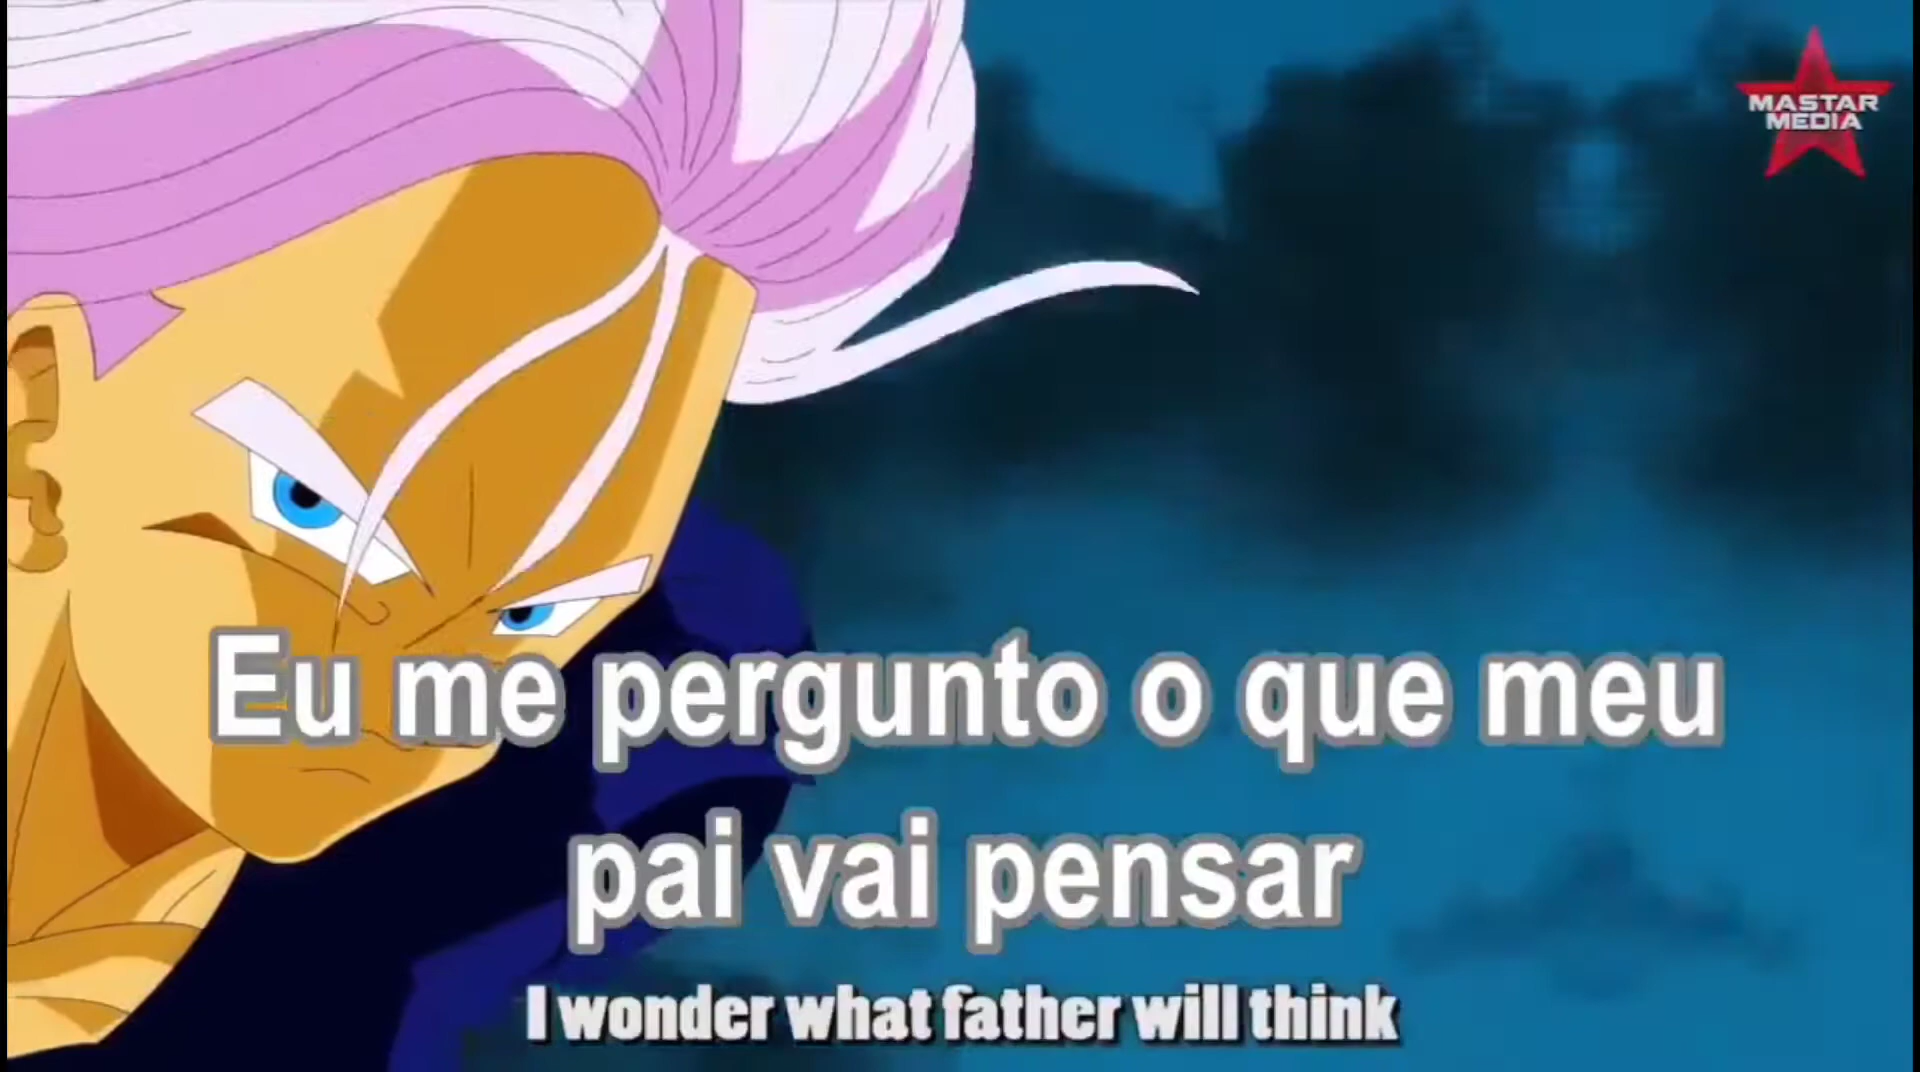 MASTAR
MEDIA
Eu me pergunto o que meu
pai vai pensar
I wonder what father will think